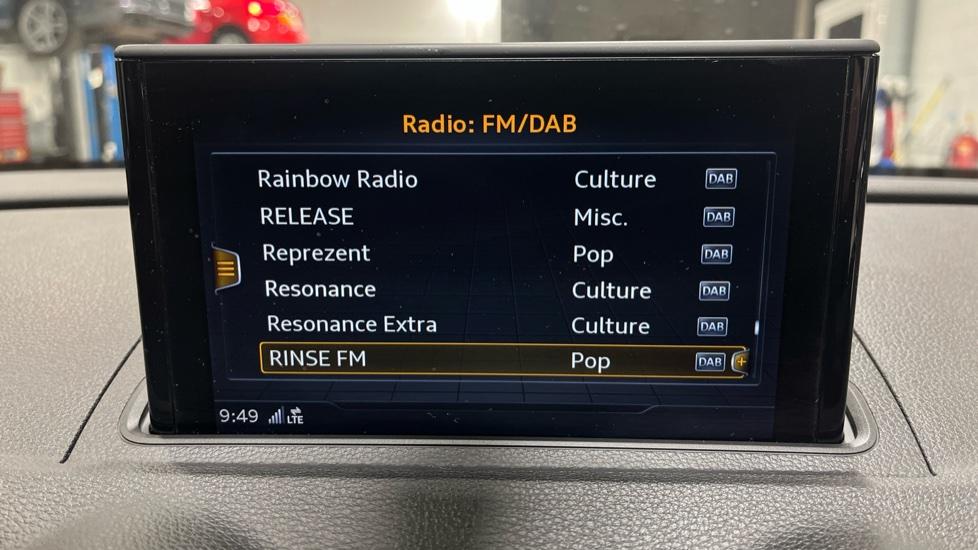 Radio: FM/DAB
Rainbow Radio Culture DAB
RELEASE Misc. DAB
Reprezent Pop DAB
Resonance Culture DAB
Resonance Extra Culture DAB
RINSE FM Pop DAB +
9:49 LTE